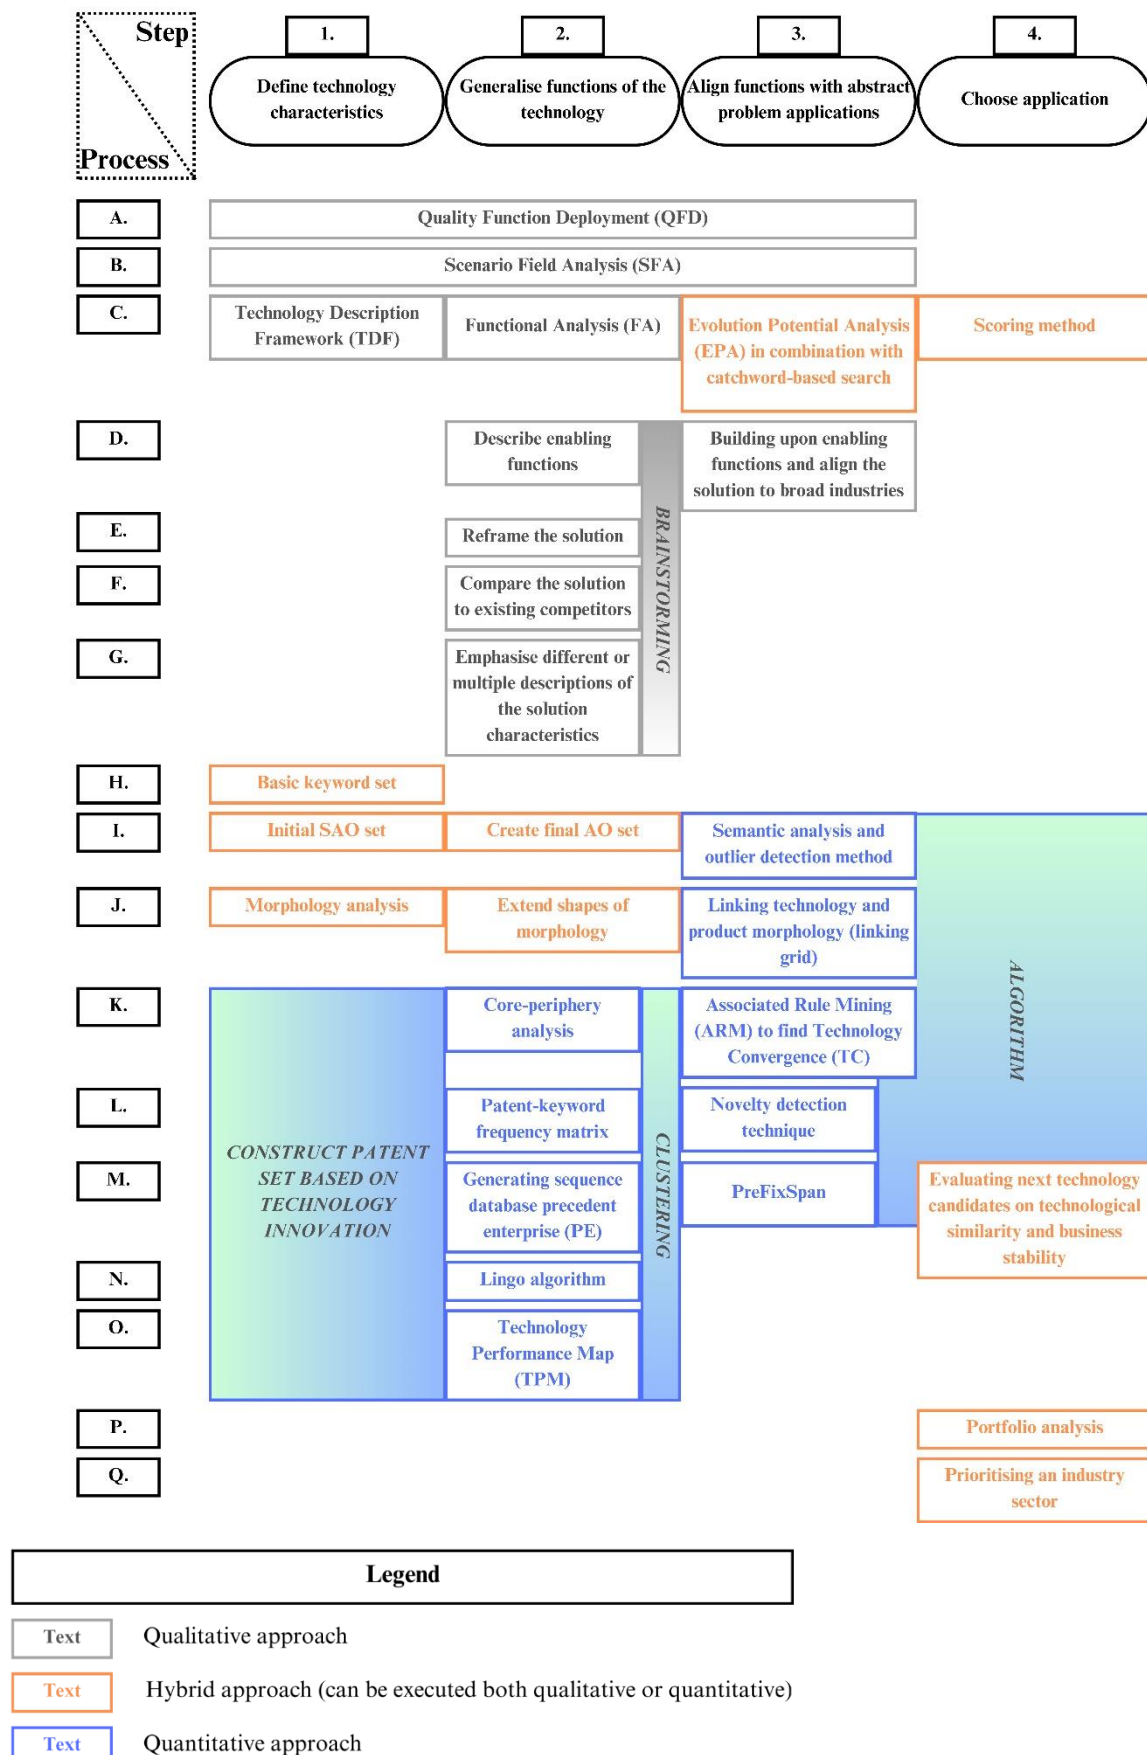 Step
Process
1.
2.
3.
4.
Define technology
characteristics
Generalise functions of the
technology
Align functions with abstract
problem applications
Choose application
A.
Quality Function Deployment (QFD)
B.
Scenario Field Analysis (SFA)
C.
Technology Description
Framework (TDF)
Functional Analysis (FA)
Evolution Potential Analysis
(EPA) in combination with
catchword-based search
Scoring method
D.
Describe enabling
functions
BRAINSTORMING
Building upon enabling
functions and align the
solution to broad industries
E.
Reframe the solution
F.
Compare the solution
to existing competitors
G.
Emphasise different or
multiple descriptions of
the solution
characteristics
H.
Basic keyword set
I.
Initial SAO set
Create final AO set
Semantic analysis and
outlier detection method
ALGORITHM
J.
Morphology analysis
Extend shapes of
morphology
Linking technology and
product morphology (linking
grid)
K.
CONSTRUCT PATENT
SET BASED ON
TECHNOLOGY
INNOVATION
Core-periphery
analysis
CLUSTERING
Associated Rule Mining
(ARM) to find Technology
Convergence (TC)
L.
Patent-keyword
frequency matrix
Novelty detection
technique
M.
Generating sequence
database precedent
enterprise (PE)
PreFixSpan
Evaluating next technology
candidates on technological
similarity and business
stability
N.
Lingo algorithm
O.
Technology
Performance Map
(TPM)
P.
Portfolio analysis
Q.
Prioritising an industry
sector
Legend
Text
Qualitative approach
Text
Hybrid approach (can be executed both qualitative or quantitative)
Text
Quantitative approach